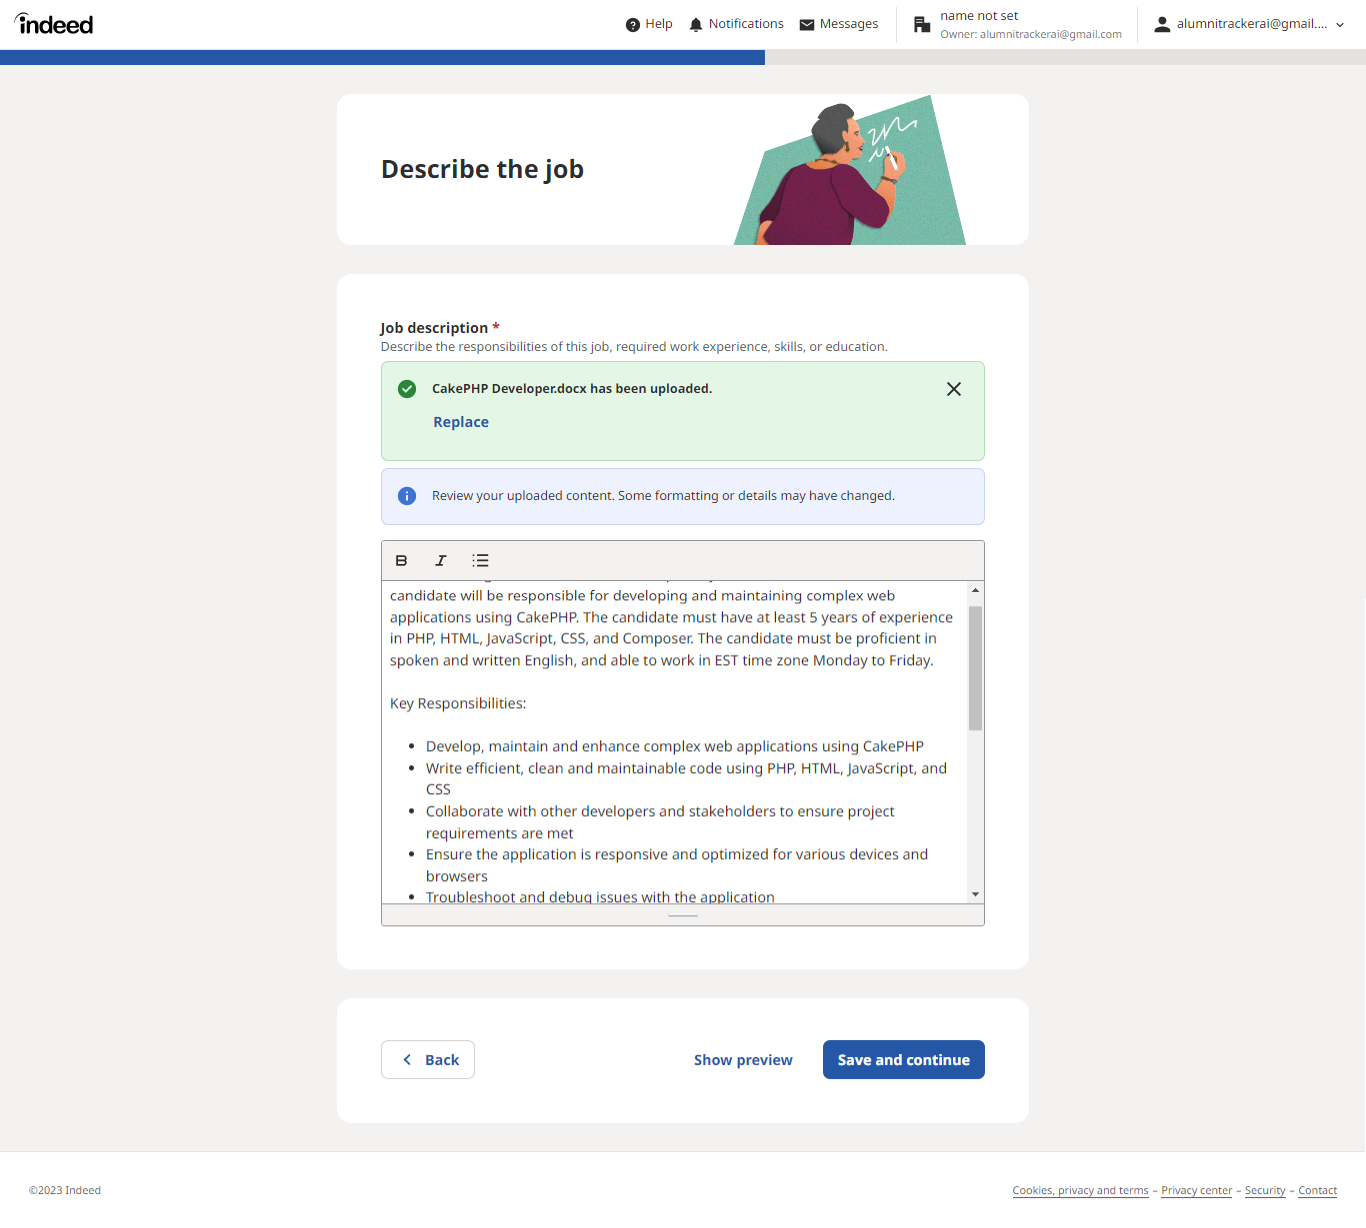 indeed
Help
Notifications
Messages
name not set
Owner: alumnitrackerai@gmail.com
alumnitrackerai@gmail....
Describe the job
Job description *
Describe the responsibilities of this job, required work experience, skills, or education.
CakePHP Developer.docx has been uploaded.
Replace
Review your uploaded content. Some formatting or details may have changed.
B
I
candidate will be responsible for developing and maintaining complex web
applications using CakePHP. The candidate must have at least 5 years of experience
in PHP, HTML, JavaScript, CSS, and Composer. The candidate must be proficient in
spoken and written English, and able to work in EST time zone Monday to Friday.
Key Responsibilities:
• Develop, maintain and enhance complex web applications using CakePHP
• Write efficient, clean and maintainable code using PHP, HTML, JavaScript, and
CSS
• Collaborate with other developers and stakeholders to ensure project
requirements are met
• Ensure the application is responsive and optimized for various devices and
browsers
• Troubleshoot and debug issues with the application
Back
Show preview
Save and continue
©2023 Indeed
Cookies, privacy and terms – Privacy center – Security – Contact